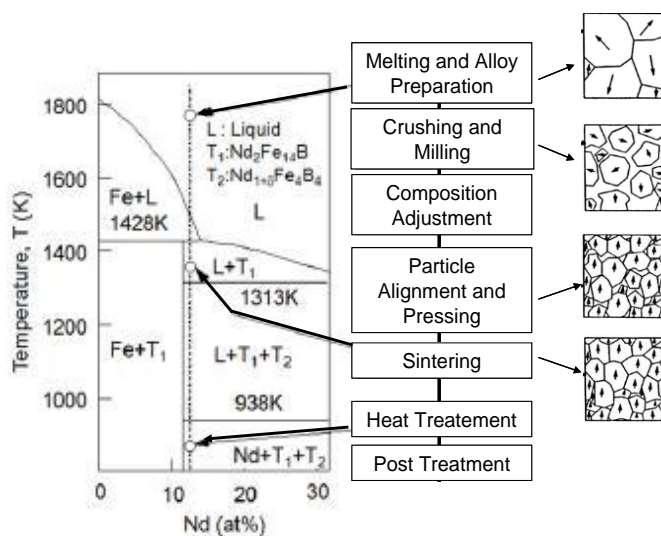 Melting and Alloy
Preparation
Crushing and
Milling
Composition
Adjustment
Particle
Alignment and
Pressing
Sintering
Heat Treatement
Post Treatment
1800
1600
1400
1200
1000
Temperature, T (K)
L : Liquid
T₁:Nd₂Fe₁₄B
T₂:Nd₁₊δFe₄B₄
L
Fe+L
1428K
L+T₁
1313K
Fe+T₁
L+T₁+T₂
938K
Nd+T₁+T₂
0 10 20 30
Nd (at%)